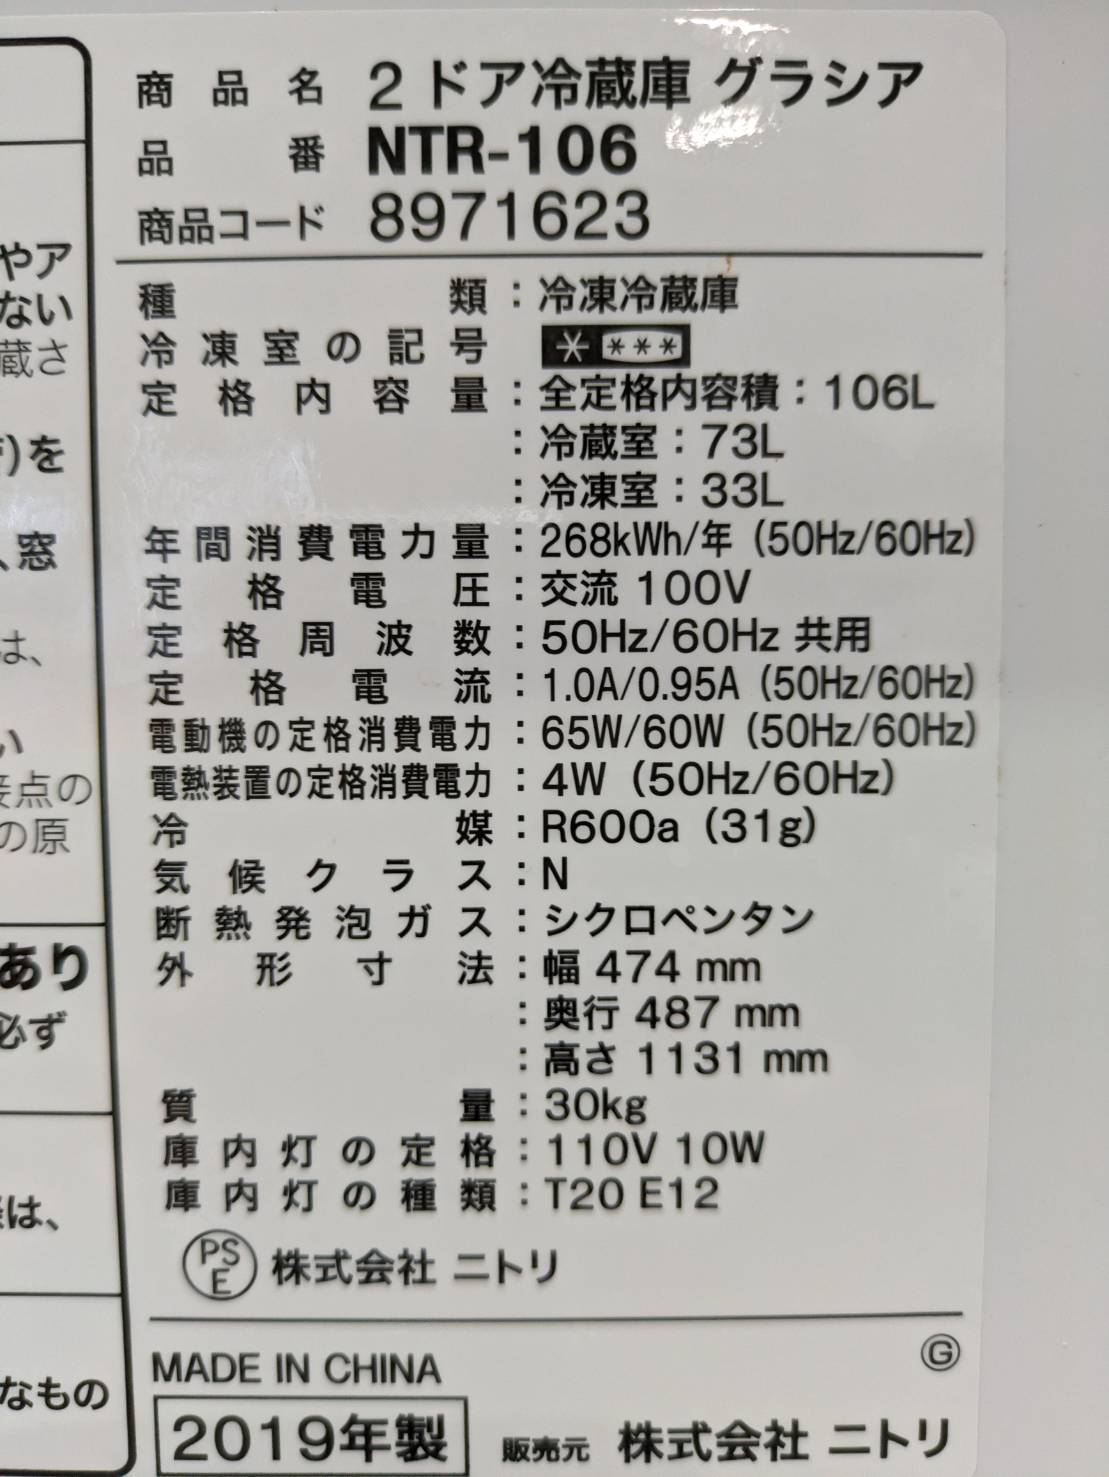 やア
ない
蔵さ
)を
、窓
は、
い
接点の
の原
あり
必ず
は、
なもの
商品名 2ドア冷蔵庫 グラシア
品番 NTR-106
商品コード 8971623
種類：冷凍冷蔵庫
冷凍室の記号 * ***
定格内容量：全定格内容積：106L
：冷蔵室：73L
：冷凍室：33L
年間消費電力量：268kWh/年（50Hz/60Hz）
定格電圧：交流 100V
定格周波数：50Hz/60Hz 共用
定格電流：1.0A/0.95A（50Hz/60Hz）
電動機の定格消費電力：65W/60W（50Hz/60Hz）
電熱装置の定格消費電力：4W（50Hz/60Hz）
冷媒：R600a（31g）
気候クラス：N
断熱発泡ガス：シクロペンタン
外形寸法：幅 474 mm
：奥行 487 mm
：高さ 1131 mm
質量：30kg
庫内灯の定格：110V 10W
庫内灯の種類：T20 E12
PSE 株式会社 ニトリ
Ⓖ
MADE IN CHINA
2019年製 販売元 株式会社 ニトリ